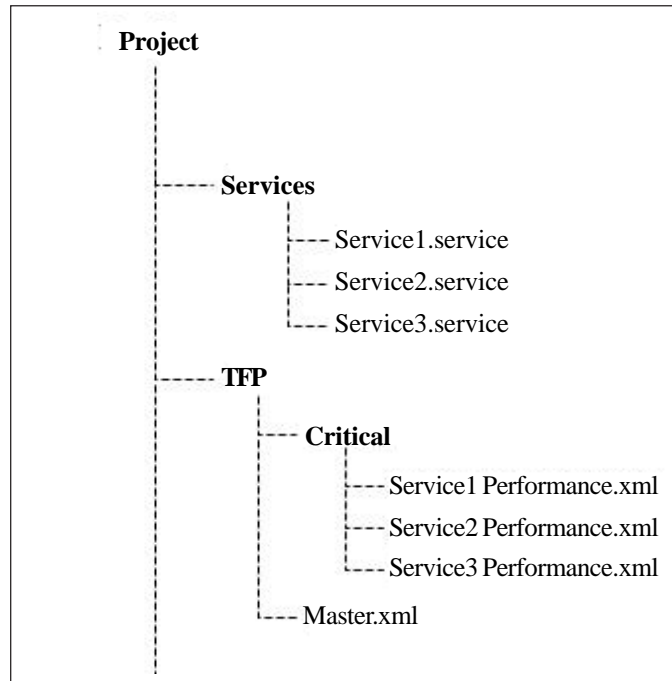 Project
Services
Service1.service
Service2.service
Service3.service
TFP
Critical
Service1 Performance.xml
Service2 Performance.xml
Service3 Performance.xml
Master.xml